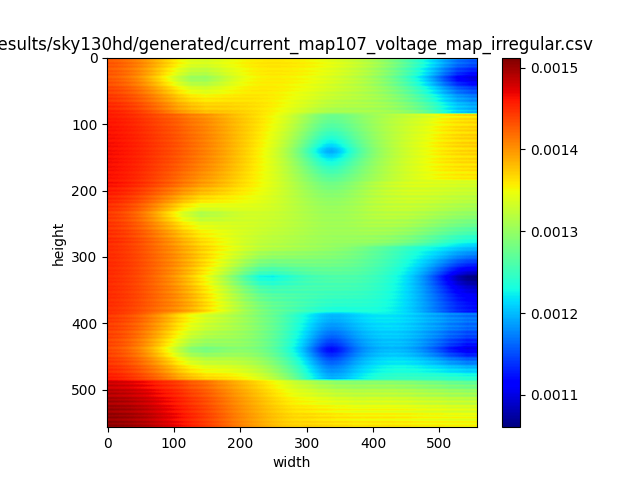 esults/sky130hd/generated/current_map107_voltage_map_irregular.csv
0
100
200
300
400
500
height
0 100 200 300 400 500
width
0.0015
0.0014
0.0013
0.0012
0.0011